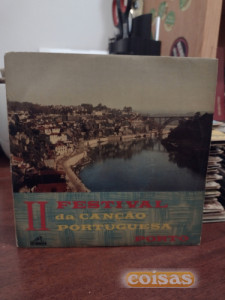 II FESTIVAL
da CANÇÃO
PORTUGUESA
PORTO
coisas